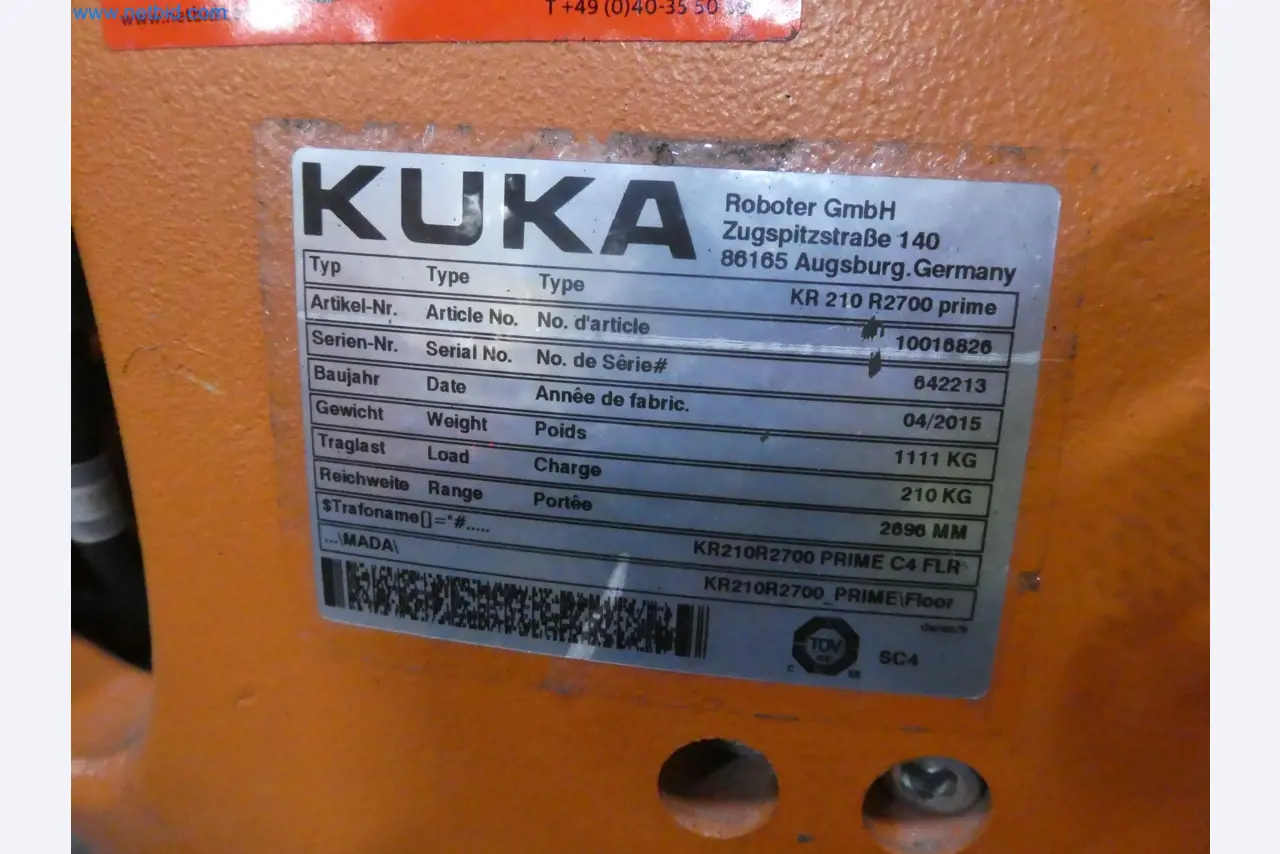 www.netbid.com
T +49 (0)40-35 50
KUKA
Roboter GmbH
Zugspitzstraße 140
86165 Augsburg.Germany
Typ Type Type KR 210 R2700 prime
Artikel-Nr. Article No. No. d'article 10016826
Serien-Nr. Serial No. No. de Sêrie# 642213
Baujahr Date Annêe de fabric. 04/2015
Gewicht Weight Poids 1111 KG
Traglast Load Charge 210 KG
Reichweite Range Portêe 2696 MM
$Trafoname[]="#..... KR210R2700 PRIME C4 FLR
...\MADA\ KR210R2700_PRIME\Floor
TÜV
SC4